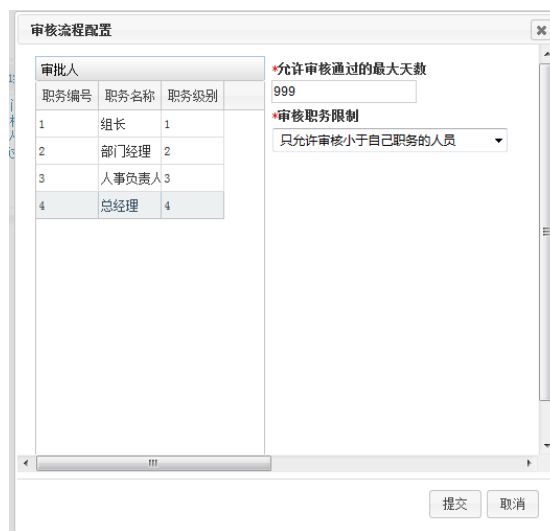 审核流程配置
审批人
职务编号 职务名称 职务级别
1 组长 1
2 部门经理 2
3 人事负责人 3
4 总经理 4
*允许审核通过的最大天数
999
*审核职务限制
只允许审核小于自己职务的人员
提交 取消